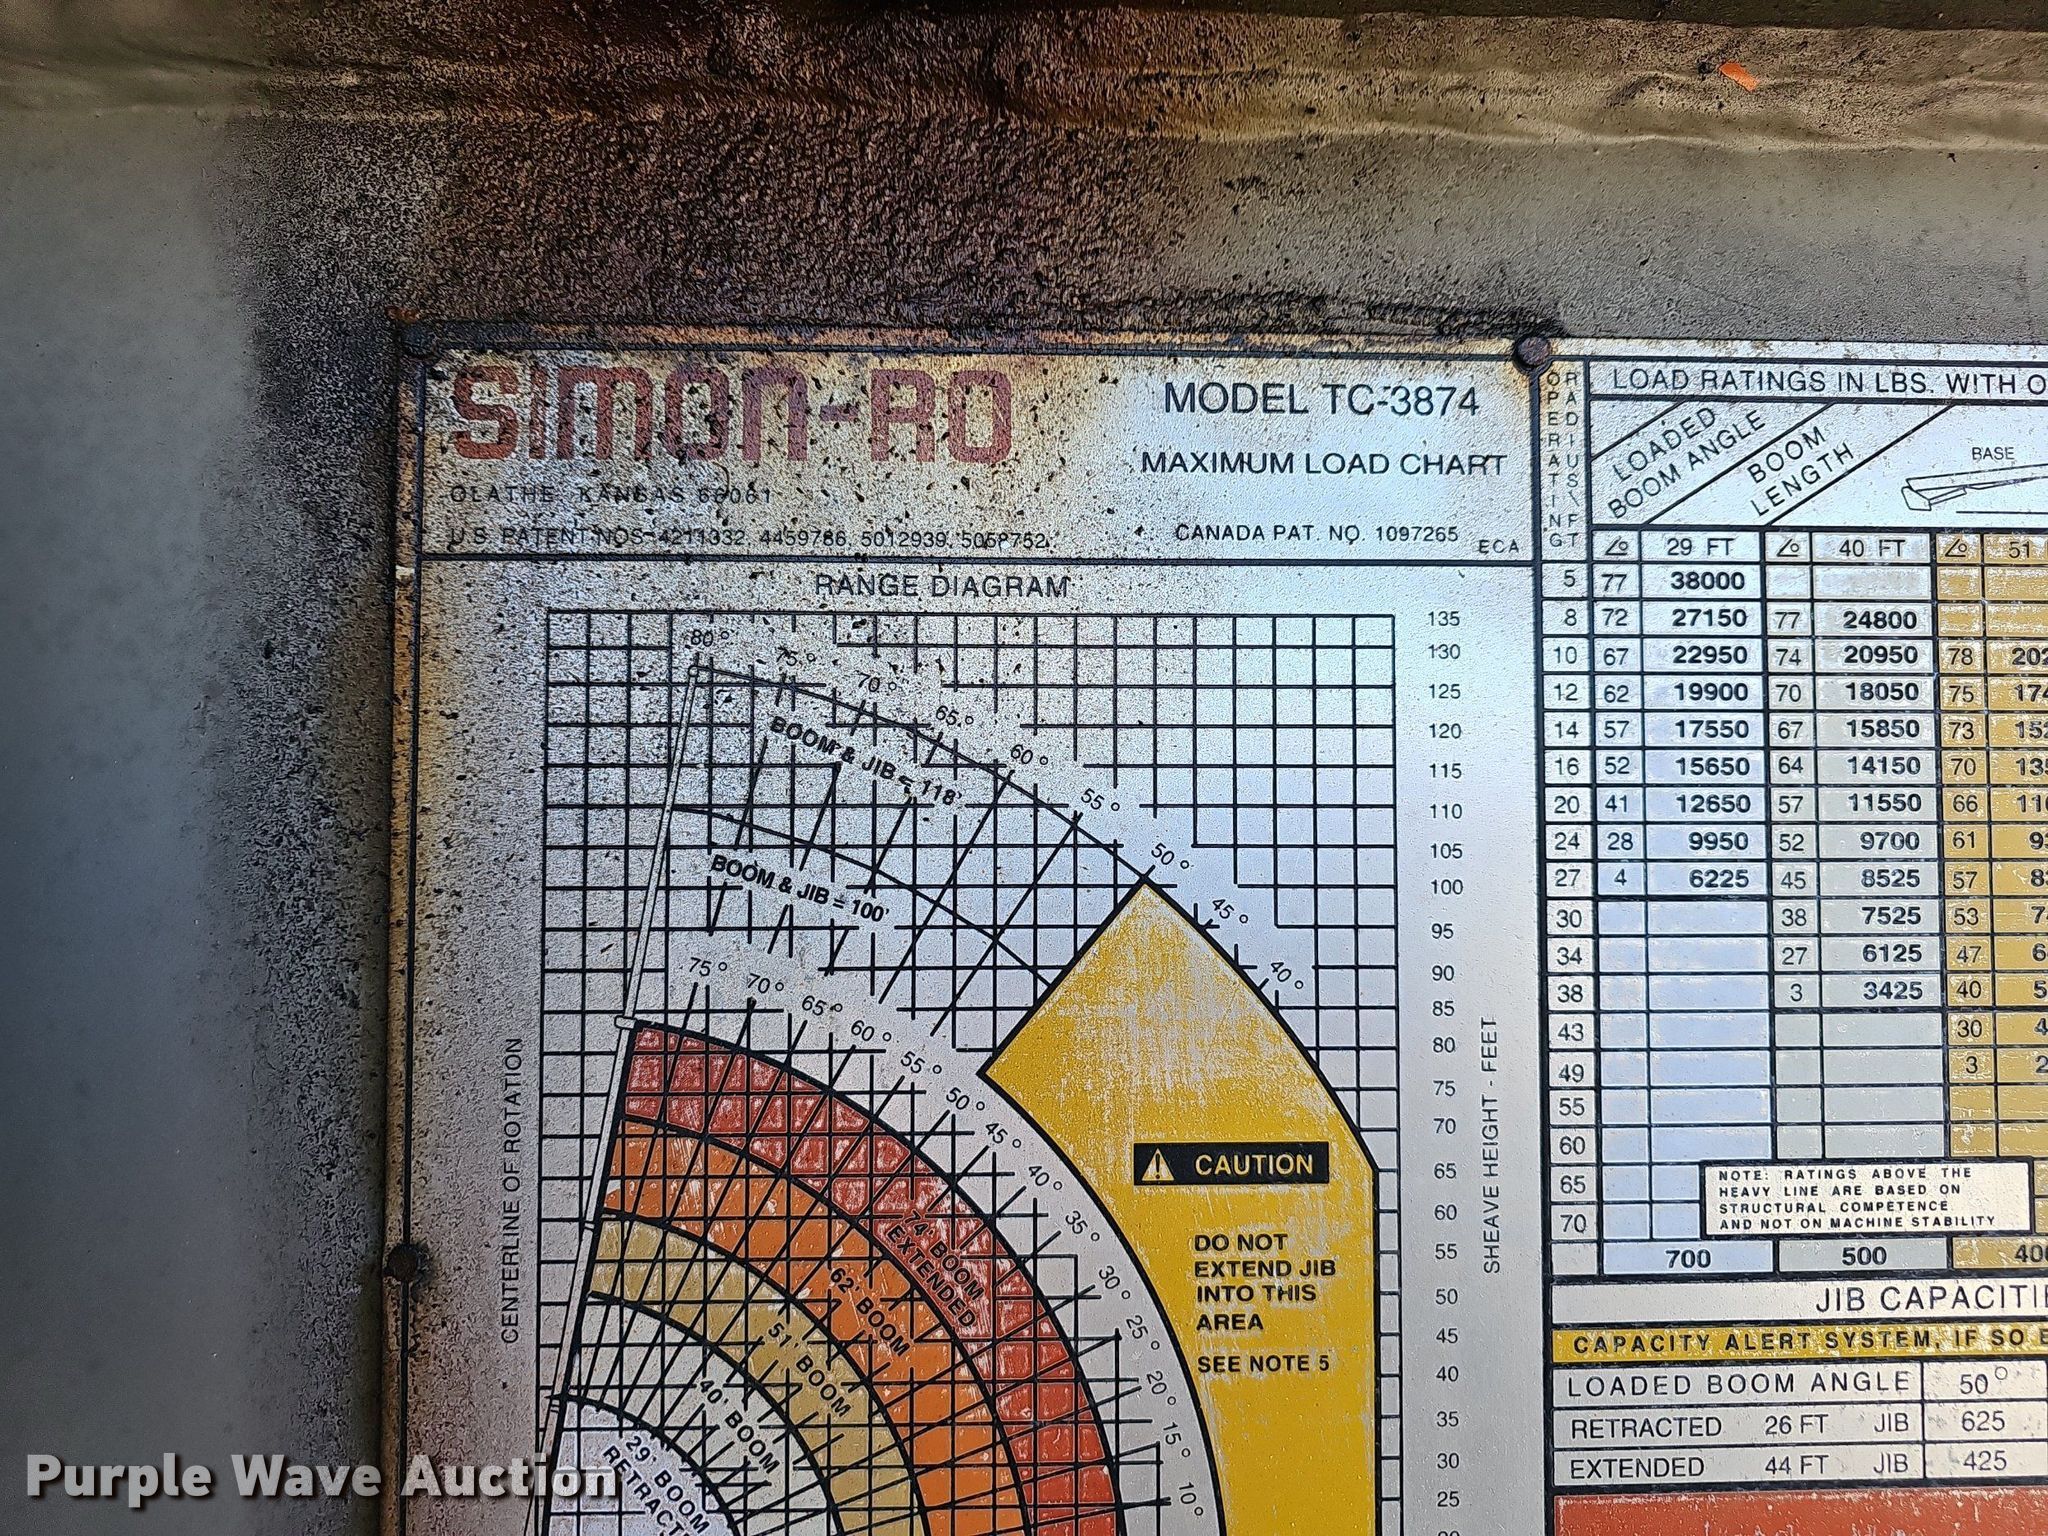 SIMON-RO
MODEL TC-3874
MAXIMUM LOAD CHART
OLATHE, KANSAS 66061
U.S. PATENT NOS. 4459786, 5012939,
CANADA PAT. NO. 1097265
ECA
RANGE DIAGRAM
80° 75° 70° 65° 60° 55° 50° 45° 40°
BOOM & JIB = 118'
BOOM & JIB = 100'
75° 70° 65° 60° 55° 50° 45° 40° 35° 30° 25° 20° 15° 10°
74' BOOM
EXTENDED
62' BOOM
51' BOOM
40' BOOM
29' BOOM
CAUTION
DO NOT
EXTEND JIB
INTO THIS
AREA
SEE NOTE 5
CENTERLINE OF ROTATION
135
130
125
120
115
110
105
100
95
90
85
80
75
70
65
60
55
50
45
40
35
30
25
SHEAVE HEIGHT - FEET
OPERATING
RADIUS\FT
LOAD RATINGS IN LBS. WITH
LOADED
BOOM ANGLE
BOOM
LENGTH
BASE
29 FT 40 FT 51
5 77 38000
8 72 27150 77 24800
10 67 22950 74 20950 78
12 62 19900 70 18050 75
14 57 17550 67 15850 73
16 52 15650 64 14150 70
20 41 12650 57 11550 66
24 28 9950 52 9700 61
27 4 6225 45 8525 57
30 38 7525 53
34 27 6125 47
38 3 3425 40
43 30
49 3
55
60
65
70
NOTE: RATINGS ABOVE THE
HEAVY LINE ARE BASED ON
STRUCTURAL COMPETENCE
AND NOT ON MACHINE STABILITY
700 500
JIB
CAPACITY ALERT SYSTEM, IF SO
LOADED BOOM ANGLE 50°
RETRACTED 26 FT JIB 625
EXTENDED 44 FT JIB 425
Purple Wave Auction